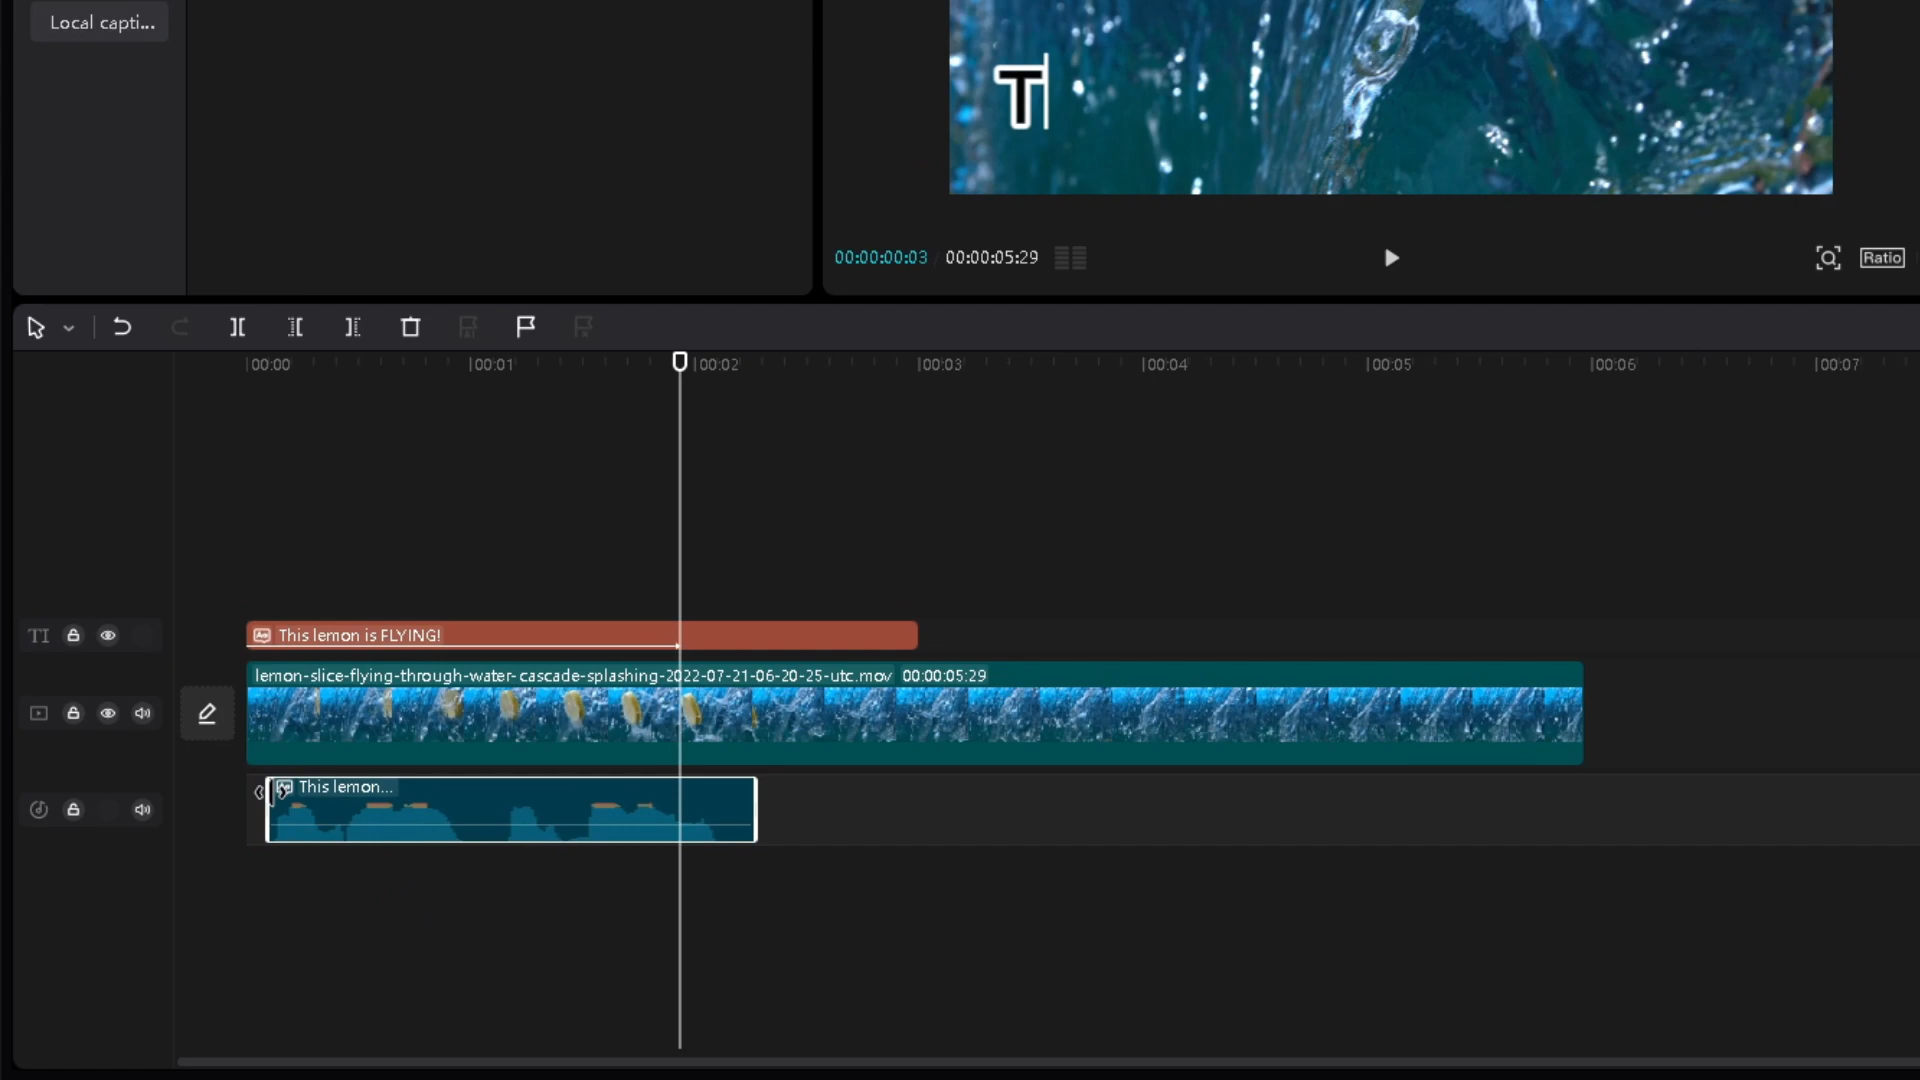 Local capti...
T
00:00:00:03 00:00:05:29
Ratio
00:00 00:01 00:02 00:03 00:04 00:05 00:06 00:07
TI This lemon is FLYING!
lemon-slice-flying-through-water-cascade-splashing-2022-07-21-06-20-25-utc.mov 00:00:05:29
This lemon...